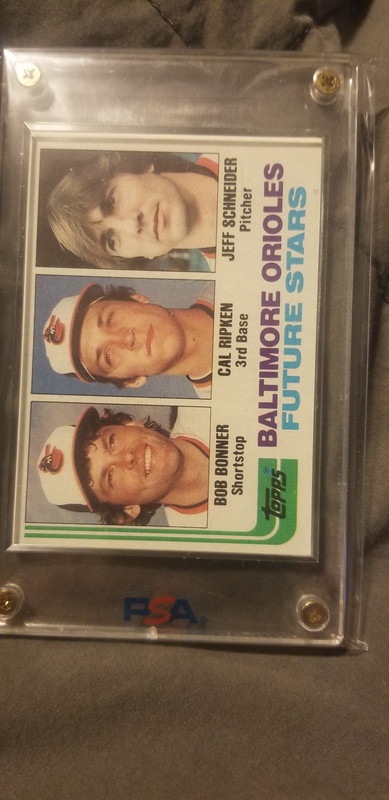 BOB BONNER
Shortstop
CAL RIPKEN
3rd Base
JEFF SCHNEIDER
Pitcher
TOPPS®
BALTIMORE ORIOLES
FUTURE STARS
PSA®